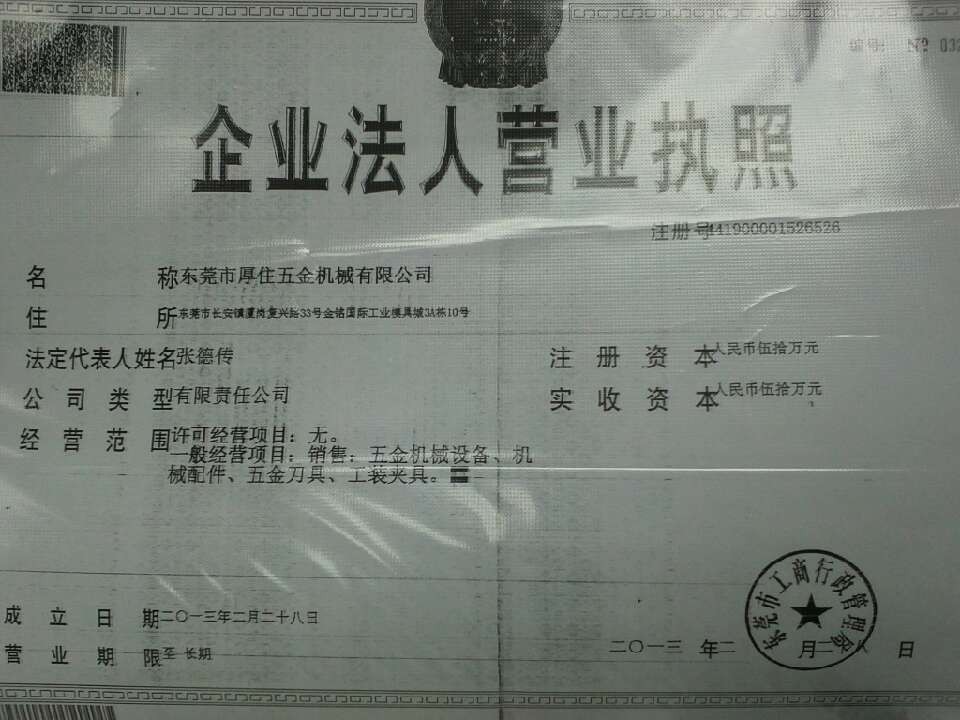 编号: № 032
企业法人营业执照
注册号441900001526526
名称 东莞市厚住五金机械有限公司
住所 东莞市长安镇厦岗复兴路33号金铭国际工业模具城3A栋10号
法定代表人姓名 张德传
注册资本 人民币伍拾万元
公司类型 有限责任公司
实收资本 人民币伍拾万元
经营范围 许可经营项目：无。
一般经营项目：销售：五金机械设备、机
械配件、五金刀具、工装夹具。
东莞市工商行政管理局
成立日期 二〇一三年二月二十八日
二〇一三年二月二八日
营业期限 至 长期